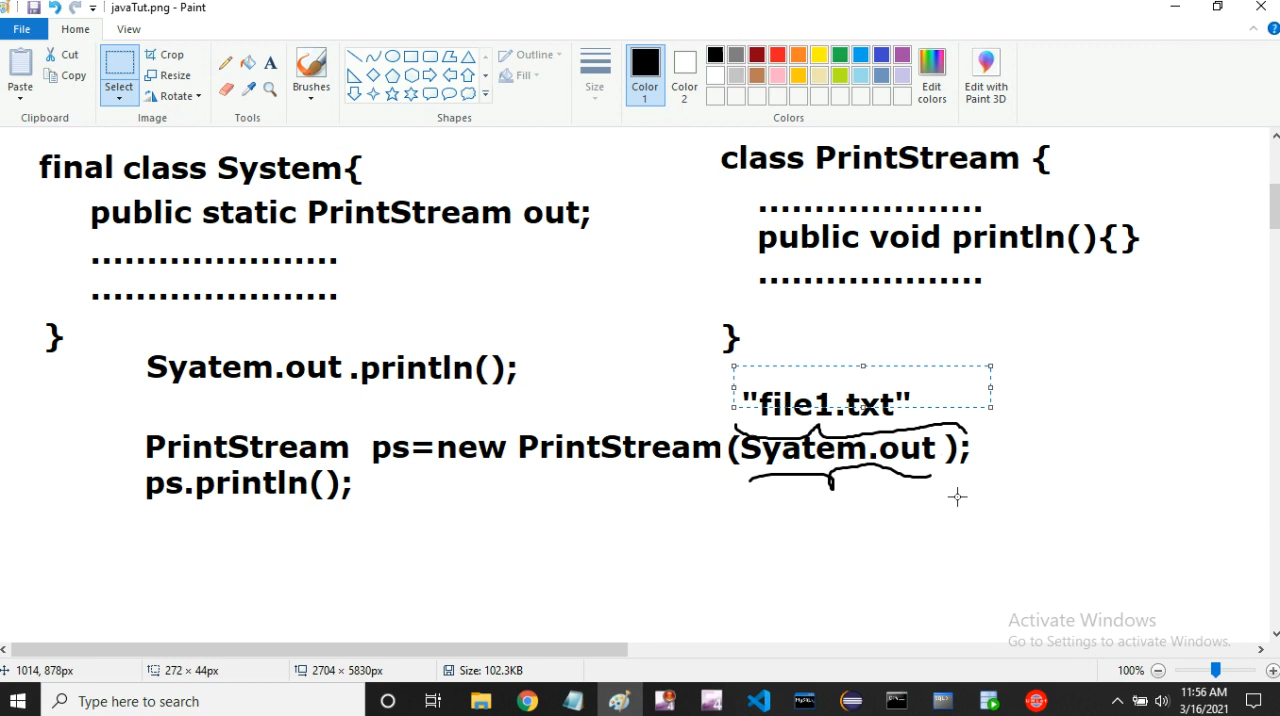 javaTut.png - Paint
File Home View
Paste
Cut
Copy
Clipboard
Select
Crop
Resize
Rotate
Image
Tools
Brushes
Outline
Fill
Shapes
Size
Color 1
Color 2
Edit colors
Colors
Edit with Paint 3D
final class System{
public static PrintStream out;
......................
......................
}
Syatem.out .println();
class PrintStream {
....................
public void println(){}
....................
}
"file1.txt"
PrintStream ps=new PrintStream(Syatem.out );
ps.println();
Activate Windows
Go to Settings to activate Windows.
1014, 878px
272 × 44px
2704 × 5830px
Size: 102.3KB
100%
Type here to search
11:56 AM
3/16/2021